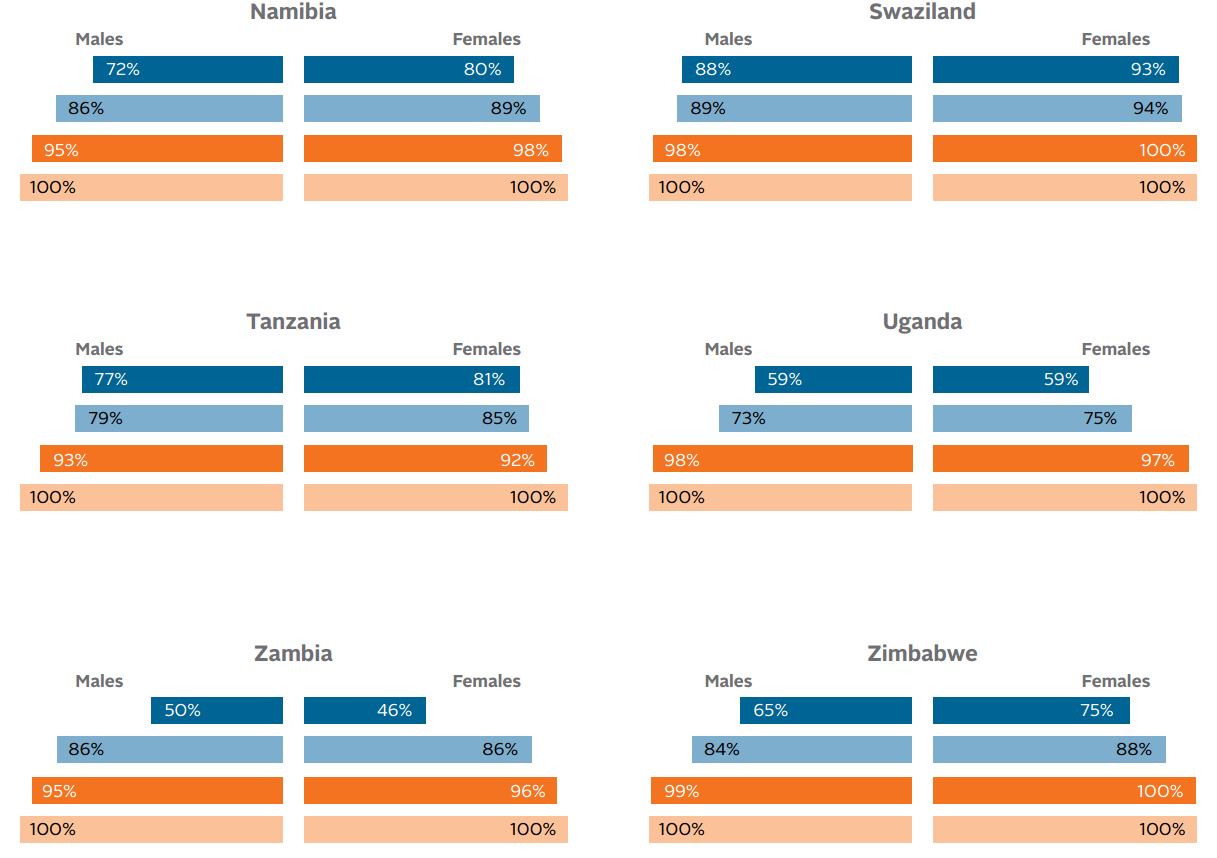 Namibia
Males Females
72% 80%
86% 89%
95% 98%
100% 100%
Swaziland
Males Females
88% 93%
89% 94%
98% 100%
100% 100%
Tanzania
Males Females
77% 81%
79% 85%
93% 92%
100% 100%
Uganda
Males Females
59% 59%
73% 75%
98% 97%
100% 100%
Zambia
Males Females
50% 46%
86% 86%
95% 96%
100% 100%
Zimbabwe
Males Females
65% 75%
84% 88%
99% 100%
100% 100%